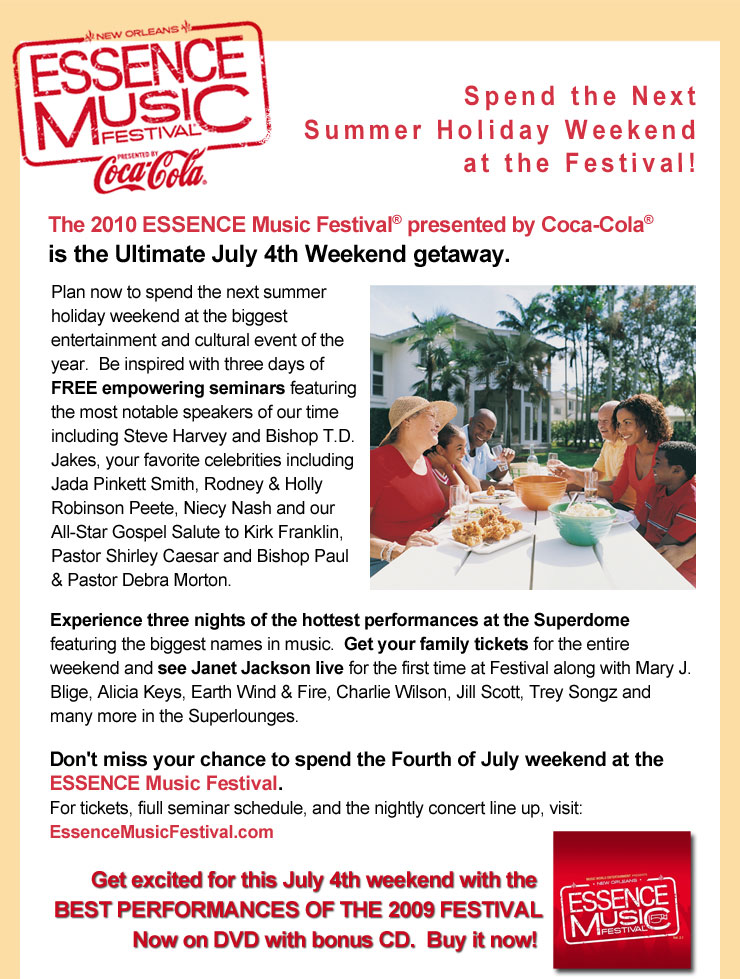 NEW ORLEANS
ESSENCE
MUSIC
FESTIVAL
PRESENTED BY
Coca-Cola
Spend the Next
Summer Holiday Weekend
at the Festival!
The 2010 ESSENCE Music Festival® presented by Coca-Cola®
is the Ultimate July 4th Weekend getaway.
Plan now to spend the next summer
holiday weekend at the biggest
entertainment and cultural event of the
year. Be inspired with three days of
FREE empowering seminars featuring
the most notable speakers of our time
including Steve Harvey and Bishop T.D.
Jakes, your favorite celebrities including
Jada Pinkett Smith, Rodney & Holly
Robinson Peete, Niecy Nash and our
All-Star Gospel Salute to Kirk Franklin,
Pastor Shirley Caesar and Bishop Paul
& Pastor Debra Morton.
Experience three nights of the hottest performances at the Superdome
featuring the biggest names in music. Get your family tickets for the entire
weekend and see Janet Jackson live for the first time at Festival along with Mary J.
Blige, Alicia Keys, Earth Wind & Fire, Charlie Wilson, Jill Scott, Trey Songz and
many more in the Superlounges.
Don't miss your chance to spend the Fourth of July weekend at the
ESSENCE Music Festival.
For tickets, fiull seminar schedule, and the nightly concert line up, visit:
EssenceMusicFestival.com
Get excited for this July 4th weekend with the
BEST PERFORMANCES OF THE 2009 FESTIVAL
Now on DVD with bonus CD. Buy it now!
NEW ORLEANS
ESSENCE
MUSIC
FESTIVAL